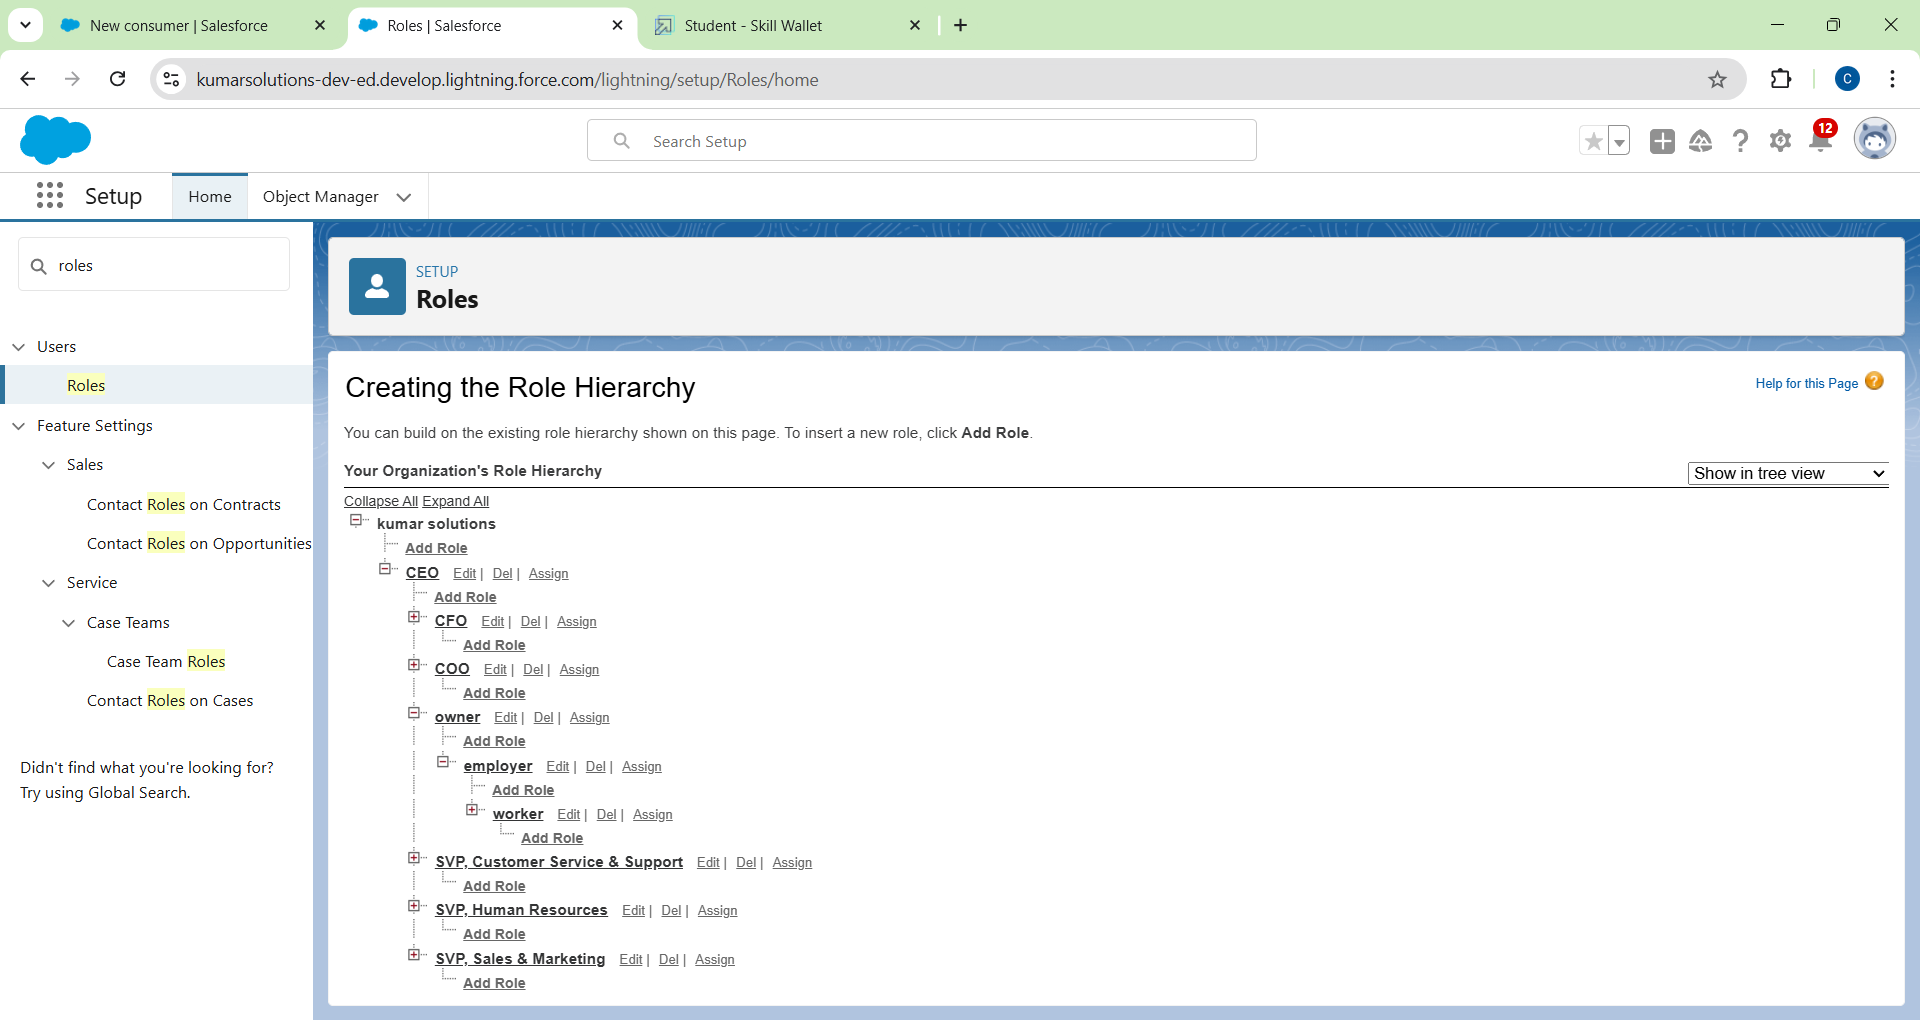 New consumer | Salesforce
Roles | Salesforce
Student - Skill Wallet
kumarsolutions-dev-ed.develop.lightning.force.com/lightning/setup/Roles/home
C
Search Setup
12
Setup
Home
Object Manager
roles
Users
Roles
Feature Settings
Sales
Contact Roles on Contracts
Contact Roles on Opportunities
Service
Case Teams
Case Team Roles
Contact Roles on Cases
Didn't find what you're looking for?
Try using Global Search.
SETUP
Roles
Creating the Role Hierarchy
Help for this Page ?
You can build on the existing role hierarchy shown on this page. To insert a new role, click Add Role.
Your Organization's Role Hierarchy
Show in tree view
Collapse All Expand All
kumar solutions
Add Role
CEO Edit | Del | Assign
Add Role
CFO Edit | Del | Assign
Add Role
COO Edit | Del | Assign
Add Role
owner Edit | Del | Assign
Add Role
employer Edit | Del | Assign
Add Role
worker Edit | Del | Assign
Add Role
SVP, Customer Service & Support Edit | Del | Assign
Add Role
SVP, Human Resources Edit | Del | Assign
Add Role
SVP, Sales & Marketing Edit | Del | Assign
Add Role